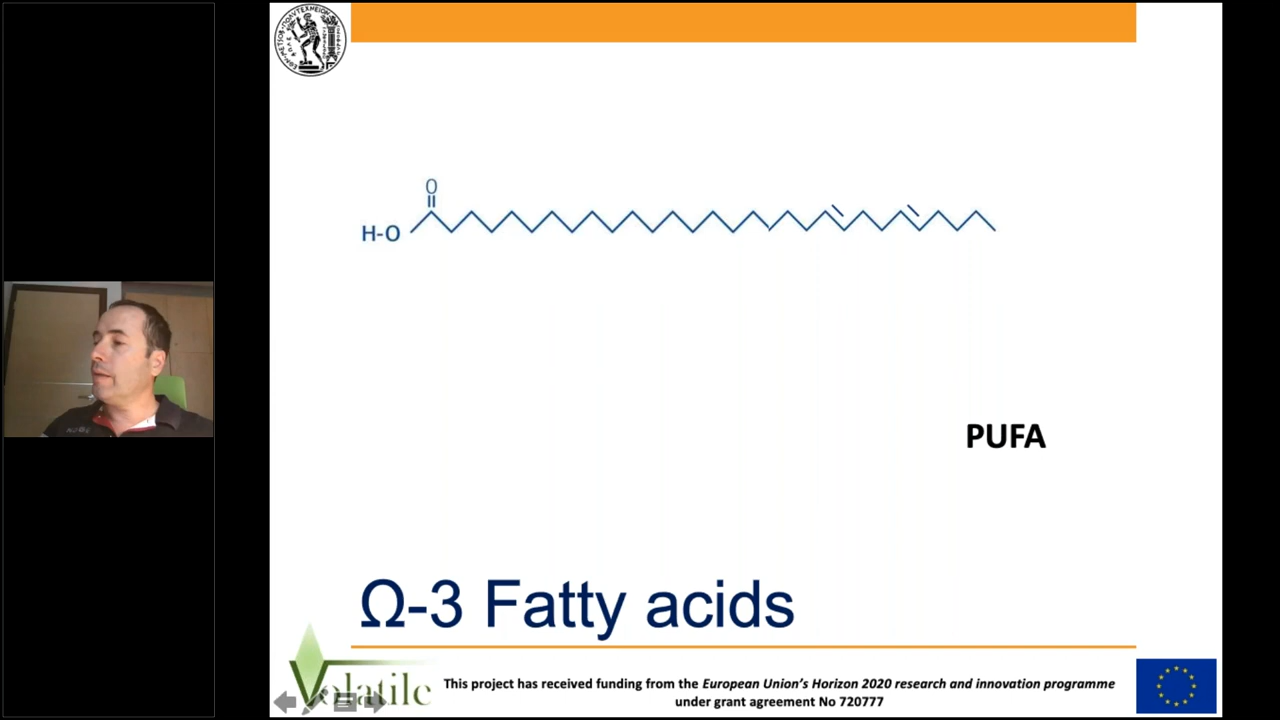 O
H-O
PUFA
Ω-3 Fatty acids
Volatile
This project has received funding from the European Union's Horizon 2020 research and innovation programme
under grant agreement No 720777